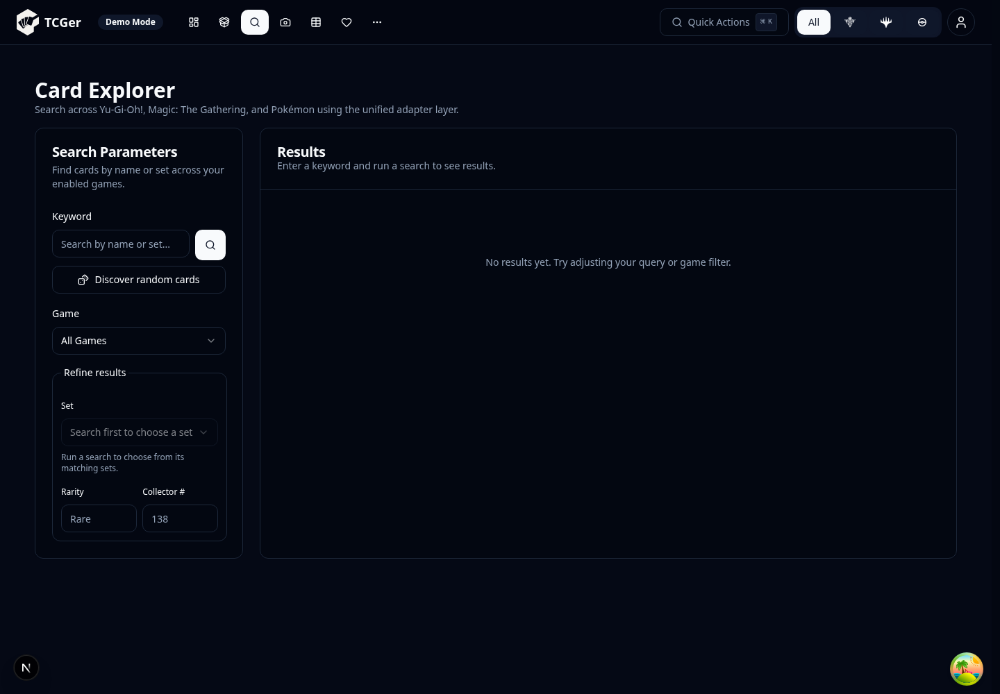 TCGer
Demo Mode
Quick Actions
⌘ K
All
Card Explorer
Search across Yu-Gi-Oh!, Magic: The Gathering, and Pokémon using the unified adapter layer.
Search Parameters
Find cards by name or set across your
enabled games.
Keyword
Search by name or set...
Discover random cards
Game
All Games
Refine results
Set
Search first to choose a set
Run a search to choose from its
matching sets.
Rarity
Collector #
Rare
138
Results
Enter a keyword and run a search to see results.
No results yet. Try adjusting your query or game filter.
N